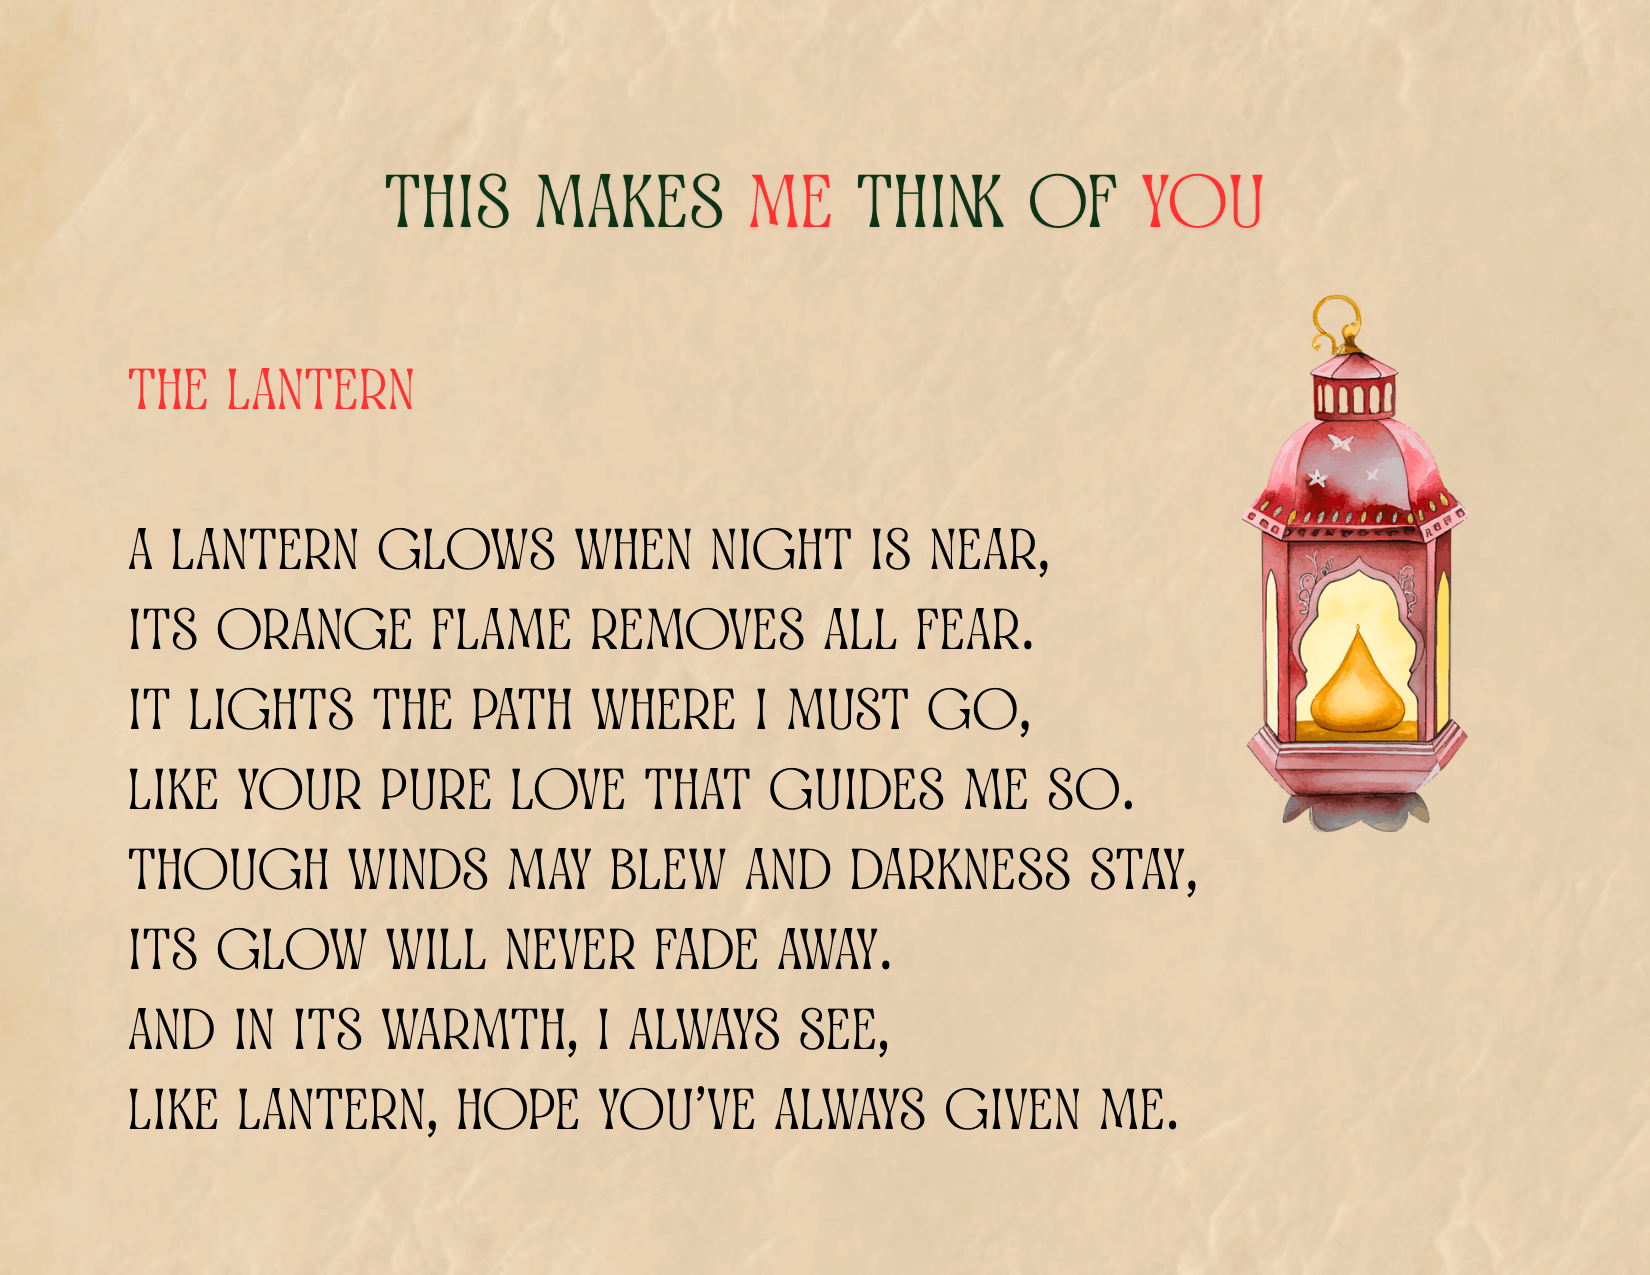 THIS MAKES ME THINK OF YOU
THE LANTERN
A LANTERN GLOWS WHEN NIGHT IS NEAR,
ITS ORANGE FLAME REMOVES ALL FEAR.
IT LIGHTS THE PATH WHERE I MUST GO,
LIKE YOUR PURE LOVE THAT GUIDES ME SO.
THOUGH WINDS MAY BLEW AND DARKNESS STAY,
ITS GLOW WILL NEVER FADE AWAY.
AND IN ITS WARMTH, I ALWAYS SEE,
LIKE LANTERN, HOPE YOU’VE ALWAYS GIVEN ME.